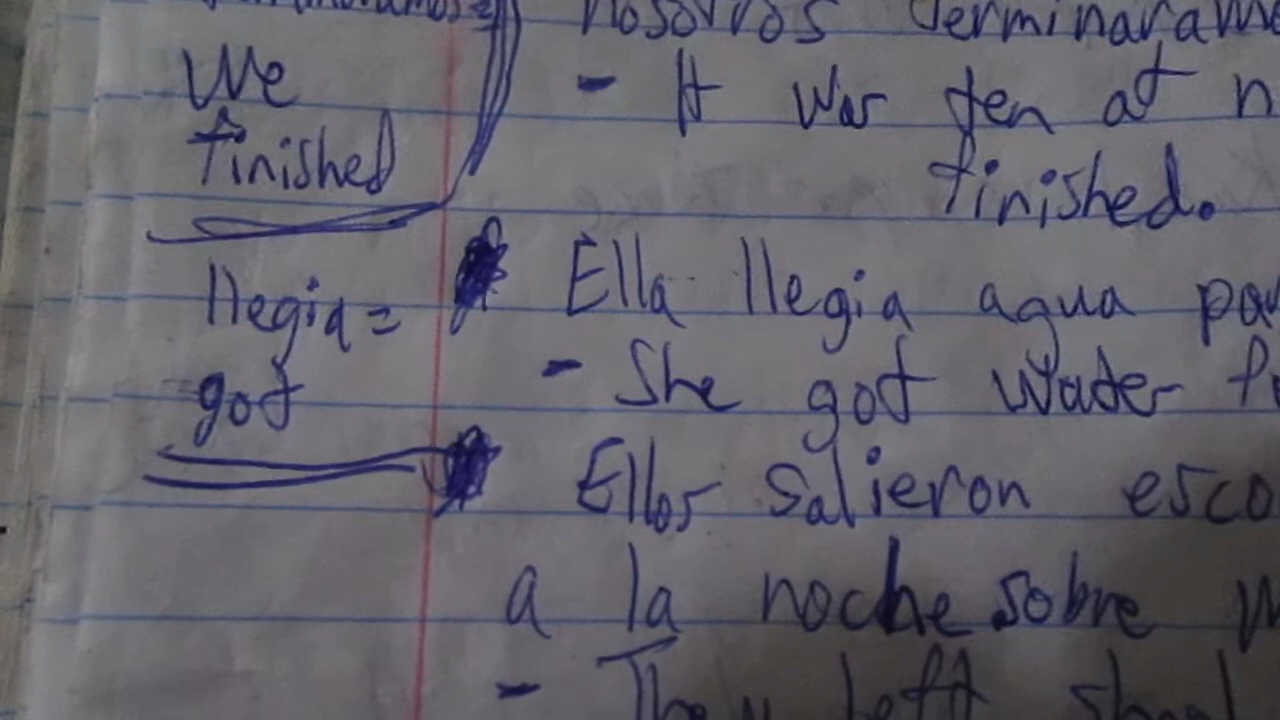 nosotros
We
- It was ten at
finished
finished.
llegia =
Ella llegia agua
got
- She got water
Ellos salieron
a la noche sobre
- They left